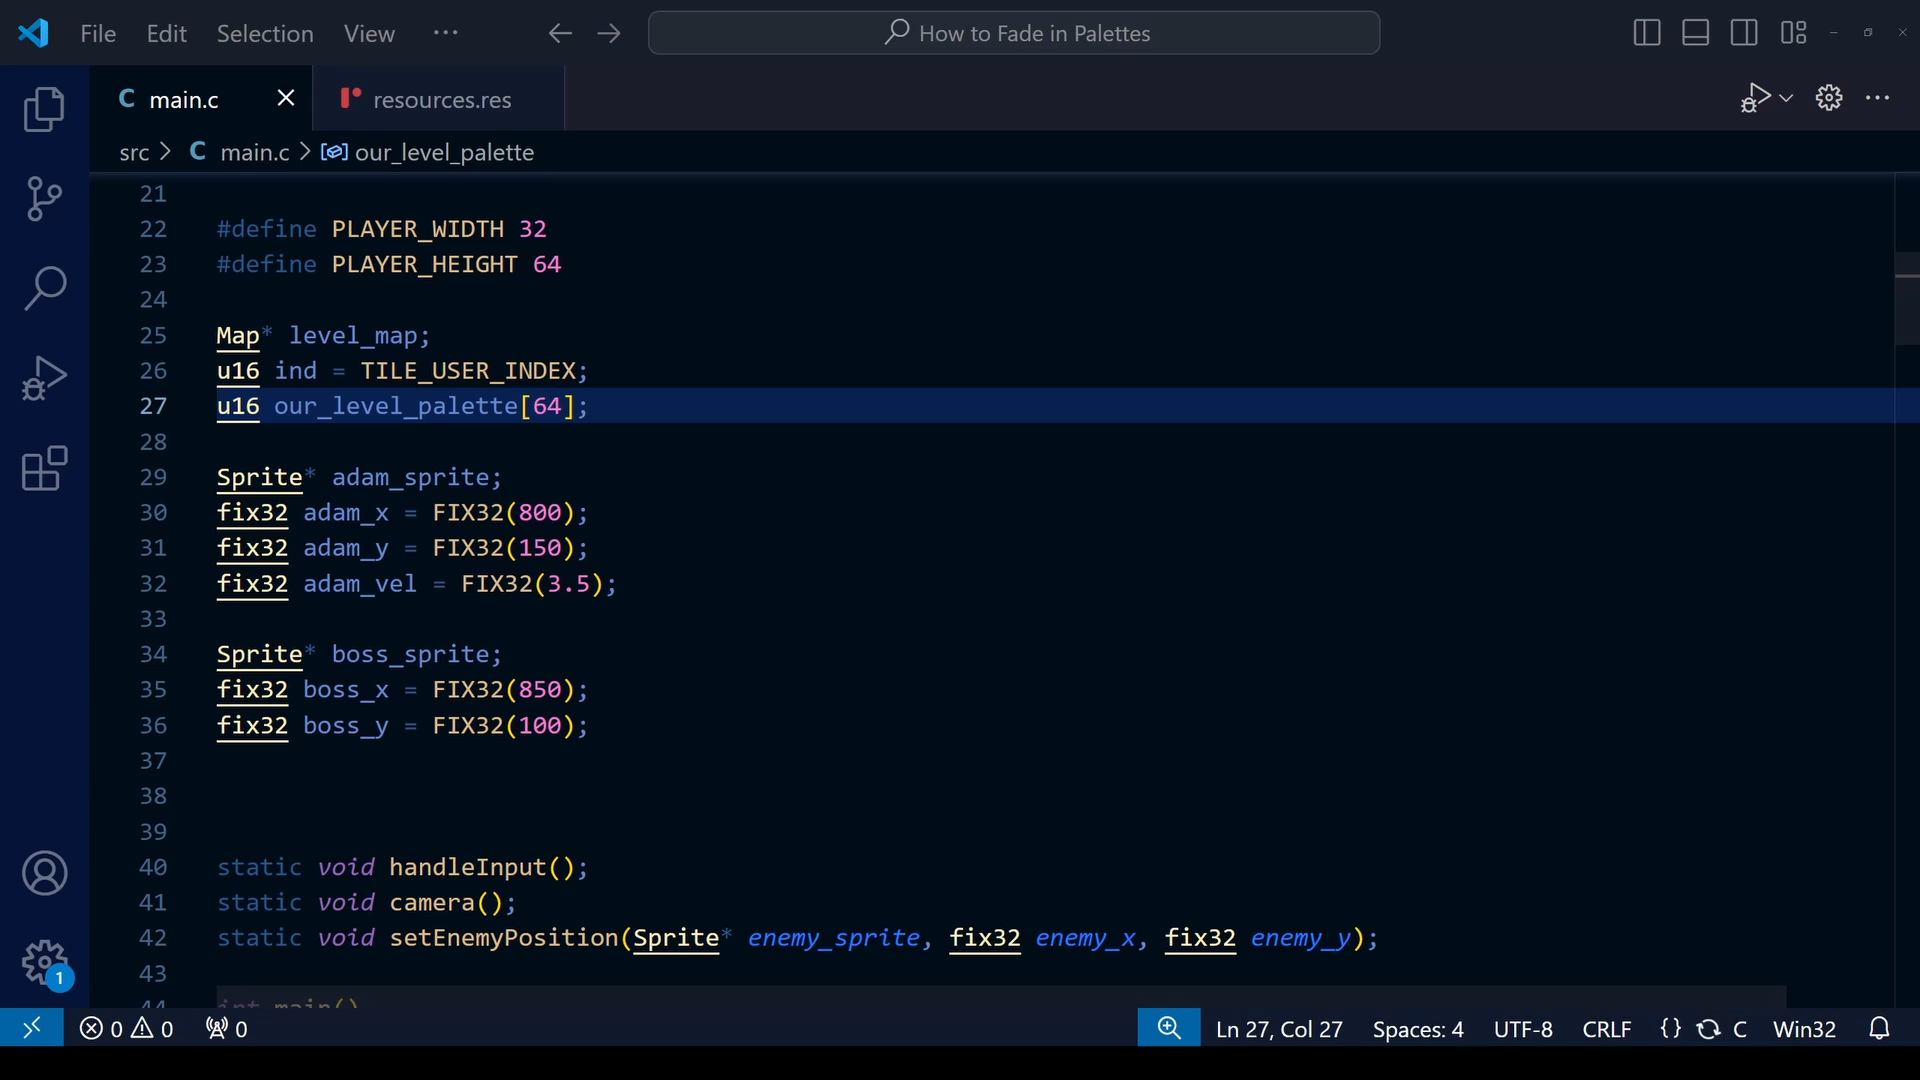 File Edit Selection View ··· How to Fade in Palettes
C main.c resources.res
src > C main.c > our_level_palette
21
22 #define PLAYER_WIDTH 32
23 #define PLAYER_HEIGHT 64
24
25 Map* level_map;
26 u16 ind = TILE_USER_INDEX;
27 u16 our_level_palette[64];
28
29 Sprite* adam_sprite;
30 fix32 adam_x = FIX32(800);
31 fix32 adam_y = FIX32(150);
32 fix32 adam_vel = FIX32(3.5);
33
34 Sprite* boss_sprite;
35 fix32 boss_x = FIX32(850);
36 fix32 boss_y = FIX32(100);
37
38
39
40 static void handleInput();
41 static void camera();
42 static void setEnemyPosition(Sprite* enemy_sprite, fix32 enemy_x, fix32 enemy_y);
43
44 int main()
1
0 0 0 Ln 27, Col 27 Spaces: 4 UTF-8 CRLF {} C Win32